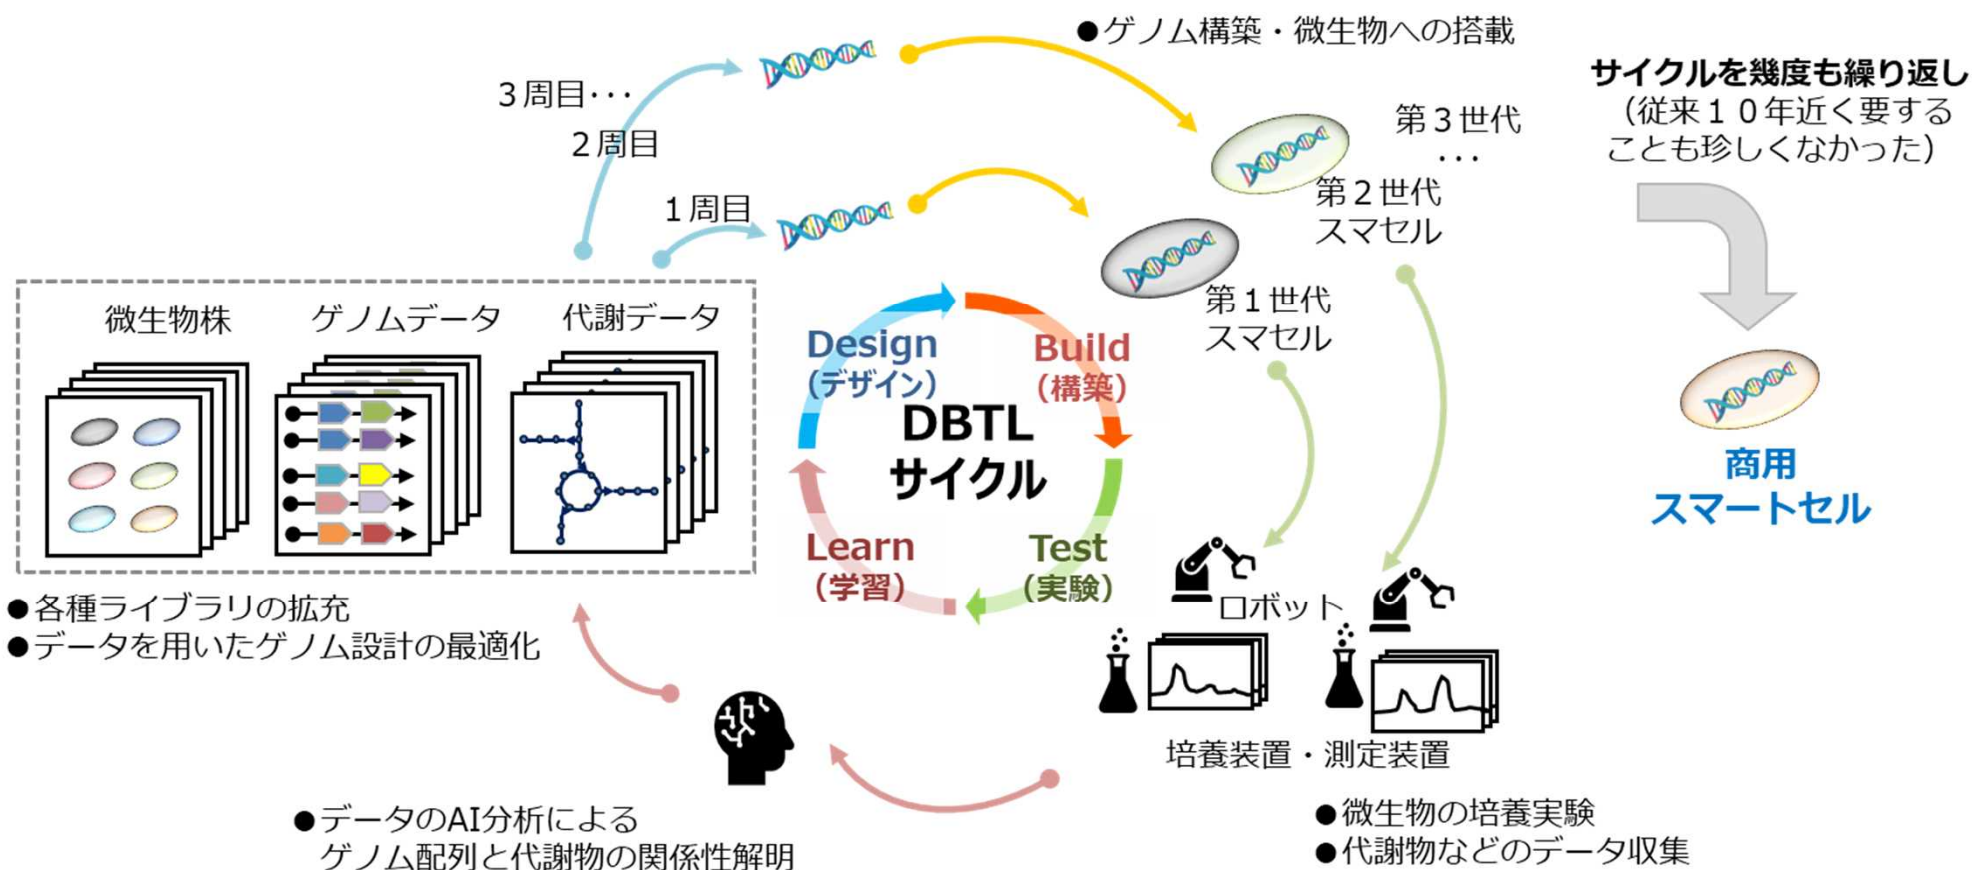 ●ゲノム構築・微生物への搭載
サイクルを幾度も繰り返し
(従来１０年近く要する
ことも珍しくなかった)
３周目･･･
２周目
１周目
第３世代
･･･
第２世代
スマセル
第１世代
スマセル
微生物株
ゲノムデータ
代謝データ
Design
(デザイン)
Build
(構築)
DBTL
サイクル
Learn
(学習)
Test
(実験)
商用
スマートセル
●各種ライブラリの拡充
●データを用いたゲノム設計の最適化
ロボット
培養装置・測定装置
●データのAI分析による
ゲノム配列と代謝物の関係性解明
●微生物の培養実験
●代謝物などのデータ収集